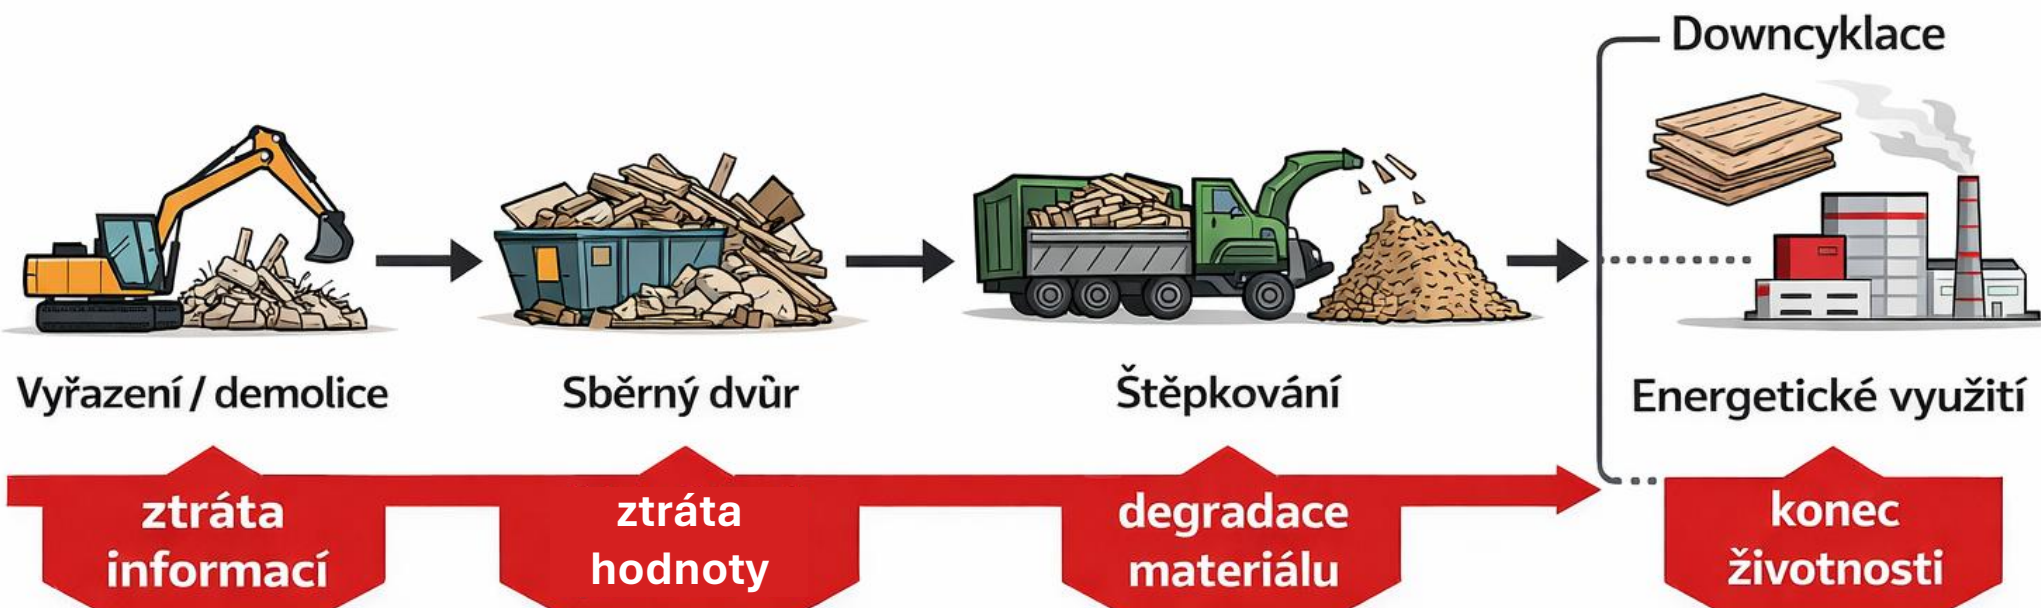 Downcyklace
Vyřazení / demolice
Sběrný dvůr
Štěpkování
Energetické využití
ztráta
informací
ztráta
hodnoty
degradace
materiálu
konec
životnosti